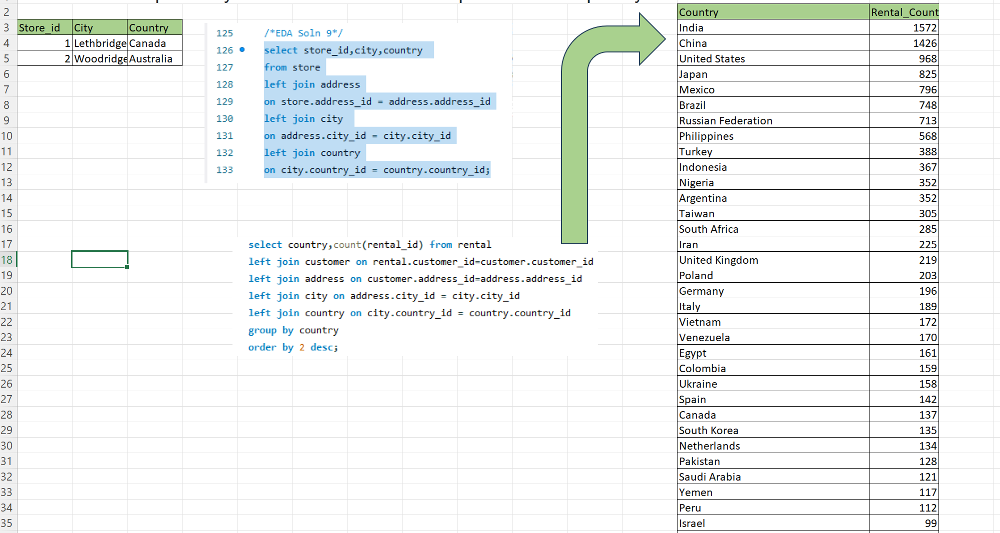 2
3
4
5
6
7
8
9
10
11
12
13
14
15
16
17
18
19
20
21
22
23
24
25
26
27
28
29
30
31
32
33
34
35
Store_id City Country
1 Lethbridge Canada
2 Woodridge Australia
125 /*EDA Soln 9*/
126 select store_id,city,country
127 from store
128 left join address
129 on store.address_id = address.address_id
130 left join city
131 on address.city_id = city.city_id
132 left join country
133 on city.country_id = country.country_id;
select country,count(rental_id) from rental
left join customer on rental.customer_id=customer.customer_id
left join address on customer.address_id=address.address_id
left join city on address.city_id = city.city_id
left join country on city.country_id = country.country_id
group by country
order by 2 desc;
Country Rental_Count
India 1572
China 1426
United States 968
Japan 825
Mexico 796
Brazil 748
Russian Federation 713
Philippines 568
Turkey 388
Indonesia 367
Nigeria 352
Argentina 352
Taiwan 305
South Africa 285
Iran 225
United Kingdom 219
Poland 203
Germany 196
Italy 189
Vietnam 172
Venezuela 170
Egypt 161
Colombia 159
Ukraine 158
Spain 142
Canada 137
South Korea 135
Netherlands 134
Pakistan 128
Saudi Arabia 121
Yemen 117
Peru 112
Israel 99